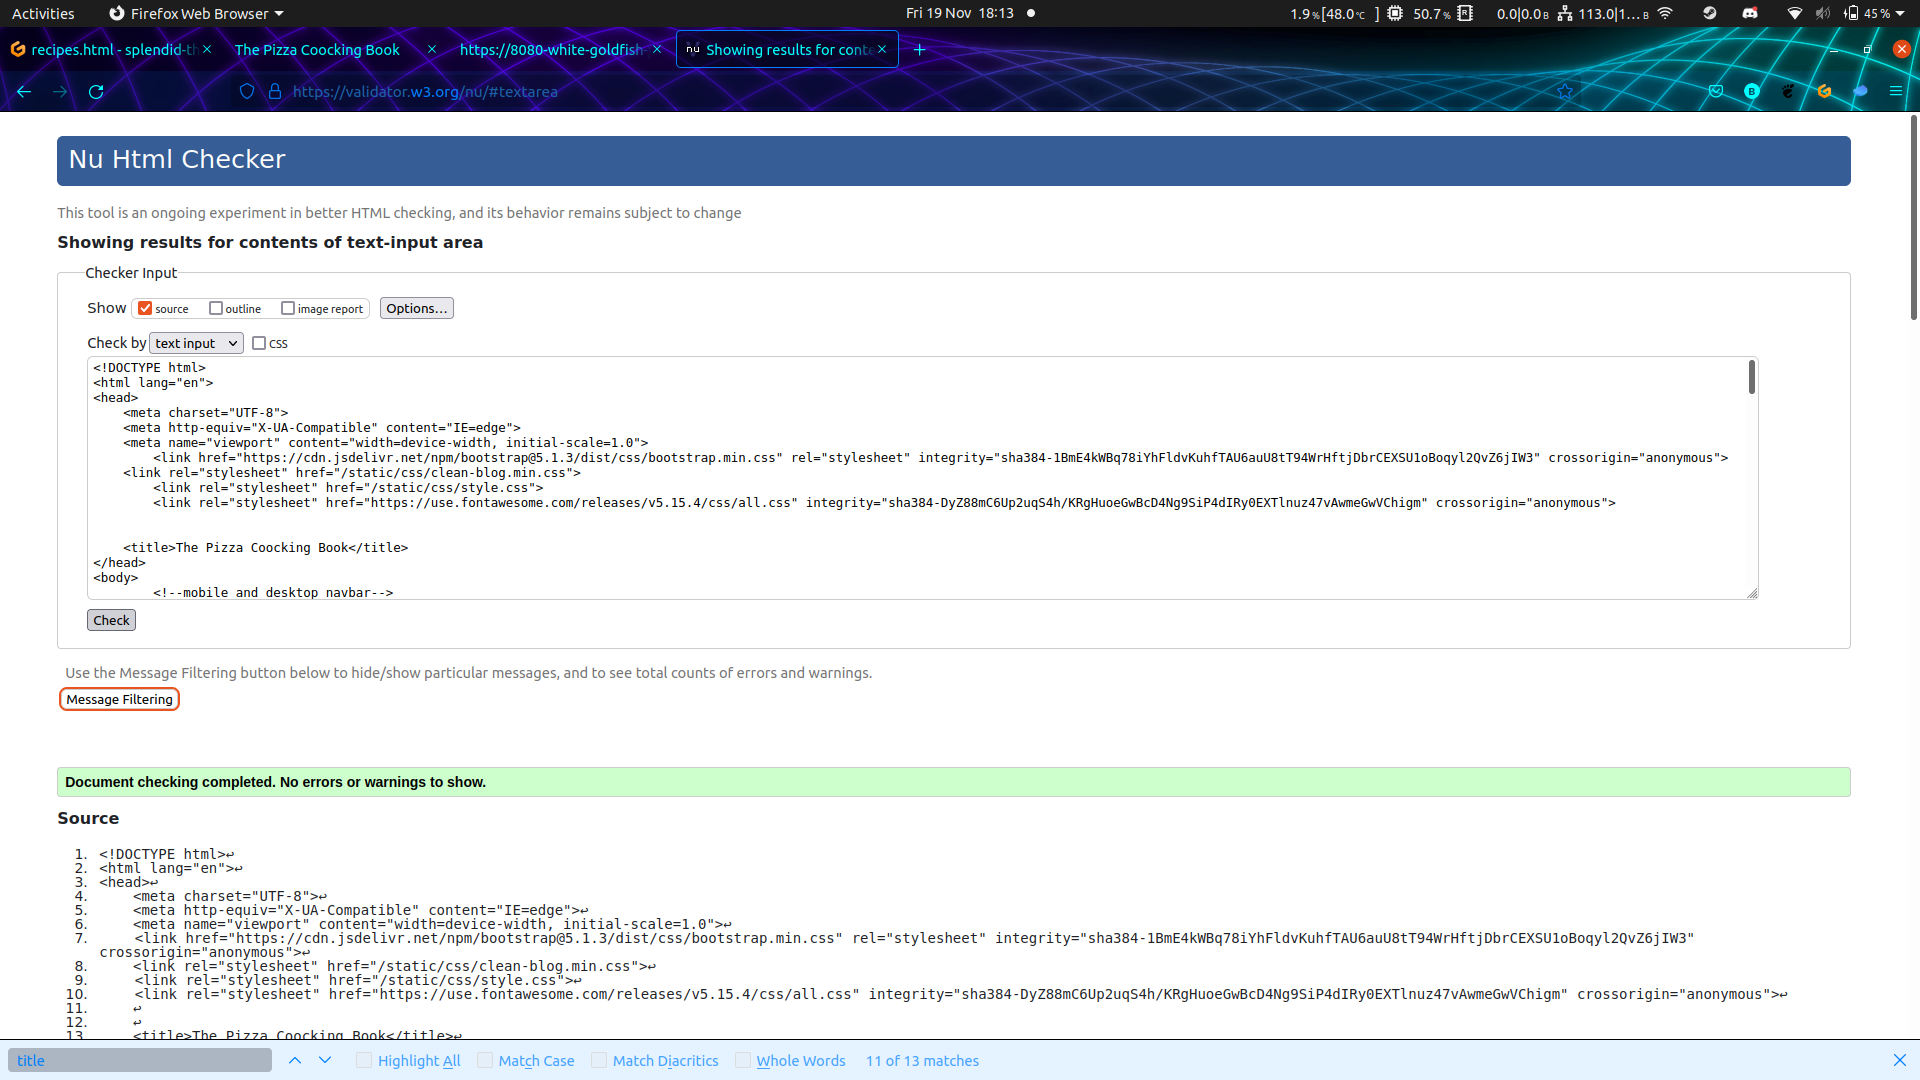 Activities Firefox Web Browser Fri 19 Nov 18:13 1.9% [48.0°C ] 50.7% 0.0|0.0B 113.0|1...B 45 %
recipes.html - splendid-th The Pizza Coocking Book https://8080-white-goldfish- Showing results for conte
https://validator.w3.org/nu/#textarea
Nu Html Checker
This tool is an ongoing experiment in better HTML checking, and its behavior remains subject to change
Showing results for contents of text-input area
Checker Input
Show source outline image report Options...
Check by text input css
<!DOCTYPE html>
<html lang="en">
<head>
<meta charset="UTF-8">
<meta http-equiv="X-UA-Compatible" content="IE=edge">
<meta name="viewport" content="width=device-width, initial-scale=1.0">
<link href="https://cdn.jsdelivr.net/npm/bootstrap@5.1.3/dist/css/bootstrap.min.css" rel="stylesheet" integrity="sha384-1BmE4kWBq78iYhFldvKuhfTAU6auU8tT94WrHftjDbrCEXSU1oBoqyl2QvZ6jIW3" crossorigin="anonymous">
<link rel="stylesheet" href="/static/css/clean-blog.min.css">
<link rel="stylesheet" href="/static/css/style.css">
<link rel="stylesheet" href="https://use.fontawesome.com/releases/v5.15.4/css/all.css" integrity="sha384-DyZ88mC6Up2uqS4h/KRgHuoeGwBcD4Ng9SiP4dIRy0EXTlnuz47vAwmeGwVChigm" crossorigin="anonymous">
<title>The Pizza Coocking Book</title>
</head>
<body>
<!--mobile and desktop navbar-->
Check
Use the Message Filtering button below to hide/show particular messages, and to see total counts of errors and warnings.
Message Filtering
Document checking completed. No errors or warnings to show.
Source
1. <!DOCTYPE html>↩
2. <html lang="en">↩
3. <head>↩
4. <meta charset="UTF-8">↩
5. <meta http-equiv="X-UA-Compatible" content="IE=edge">↩
6. <meta name="viewport" content="width=device-width, initial-scale=1.0">↩
7. <link href="https://cdn.jsdelivr.net/npm/bootstrap@5.1.3/dist/css/bootstrap.min.css" rel="stylesheet" integrity="sha384-1BmE4kWBq78iYhFldvKuhfTAU6auU8tT94WrHftjDbrCEXSU1oBoqyl2QvZ6jIW3"
crossorigin="anonymous">↩
8. <link rel="stylesheet" href="/static/css/clean-blog.min.css">↩
9. <link rel="stylesheet" href="/static/css/style.css">↩
10. <link rel="stylesheet" href="https://use.fontawesome.com/releases/v5.15.4/css/all.css" integrity="sha384-DyZ88mC6Up2uqS4h/KRgHuoeGwBcD4Ng9SiP4dIRy0EXTlnuz47vAwmeGwVChigm" crossorigin="anonymous">↩
11. ↩
12. ↩
13. <title>The Pizza Coocking Book</title>↩
title Highlight All Match Case Match Diacritics Whole Words 11 of 13 matches